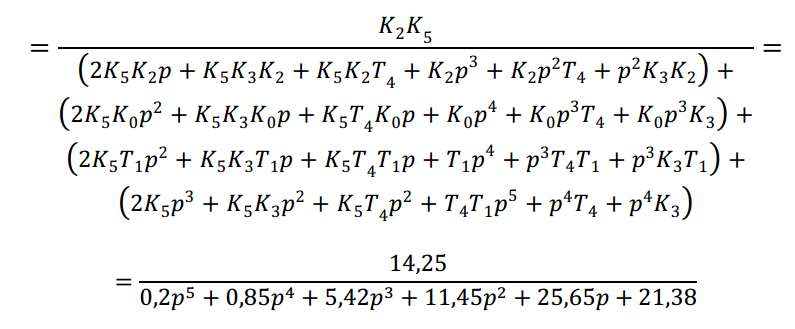 = K₂K₅ / (2K₅K₂p + K₅K₃K₂ + K₅K₂T₄ + K₂p³ + K₂p²T₄ + p²K₃K₂) + =
(2K₅K₀p² + K₅K₃K₀p + K₅T₄K₀p + K₀p⁴ + K₀p³T₄ + K₀p³K₃) +
(2K₅T₁p² + K₅K₃T₁p + K₅T₄T₁p + T₁p⁴ + p³T₄T₁ + p³K₃T₁) +
(2K₅p³ + K₅K₃p² + K₅T₄p² + T₄T₁p⁵ + p⁴T₄ + p⁴K₃)
= 14,25 / 0,2p⁵ + 0,85p⁴ + 5,42p³ + 11,45p² + 25,65p + 21,38